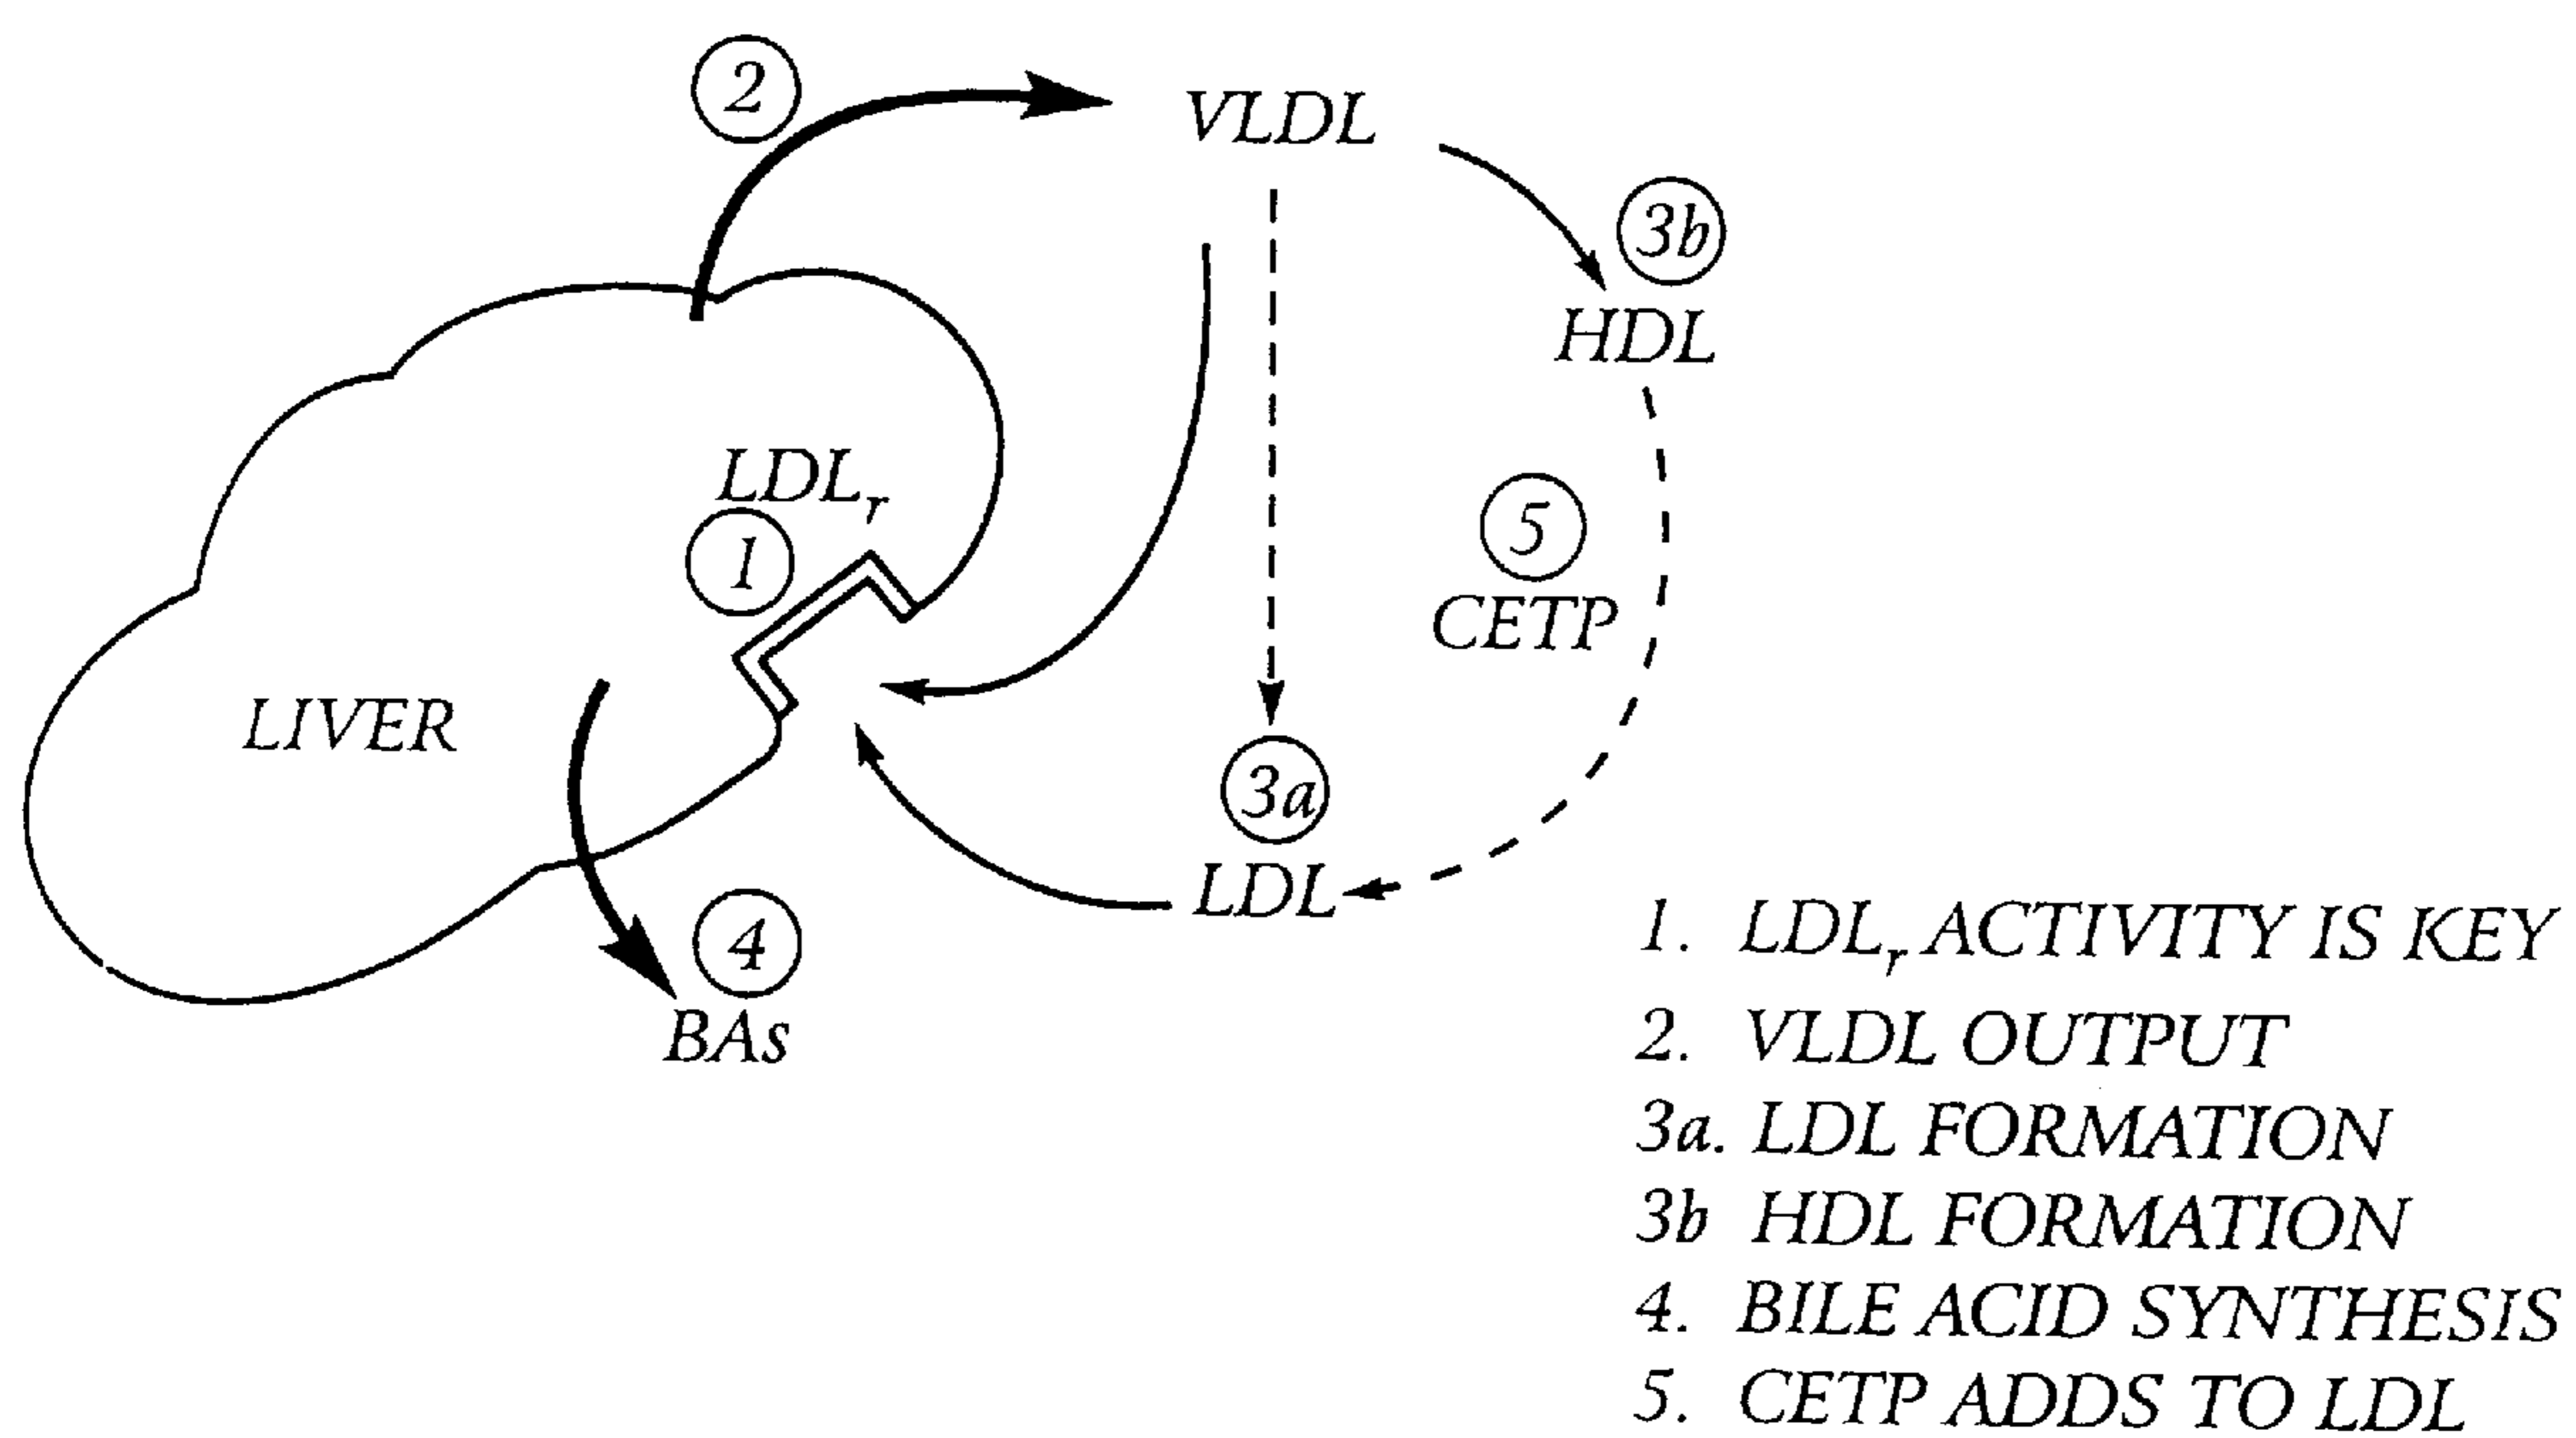 2
VLDL
3b
HDL
LDLr
1
5
CETP
LIVER
3a
LDL
4
BAs
1. LDLr ACTIVITY IS KEY
2. VLDL OUTPUT
3a. LDL FORMATION
3b HDL FORMATION
4. BILE ACID SYNTHESIS
5. CETP ADDS TO LDL